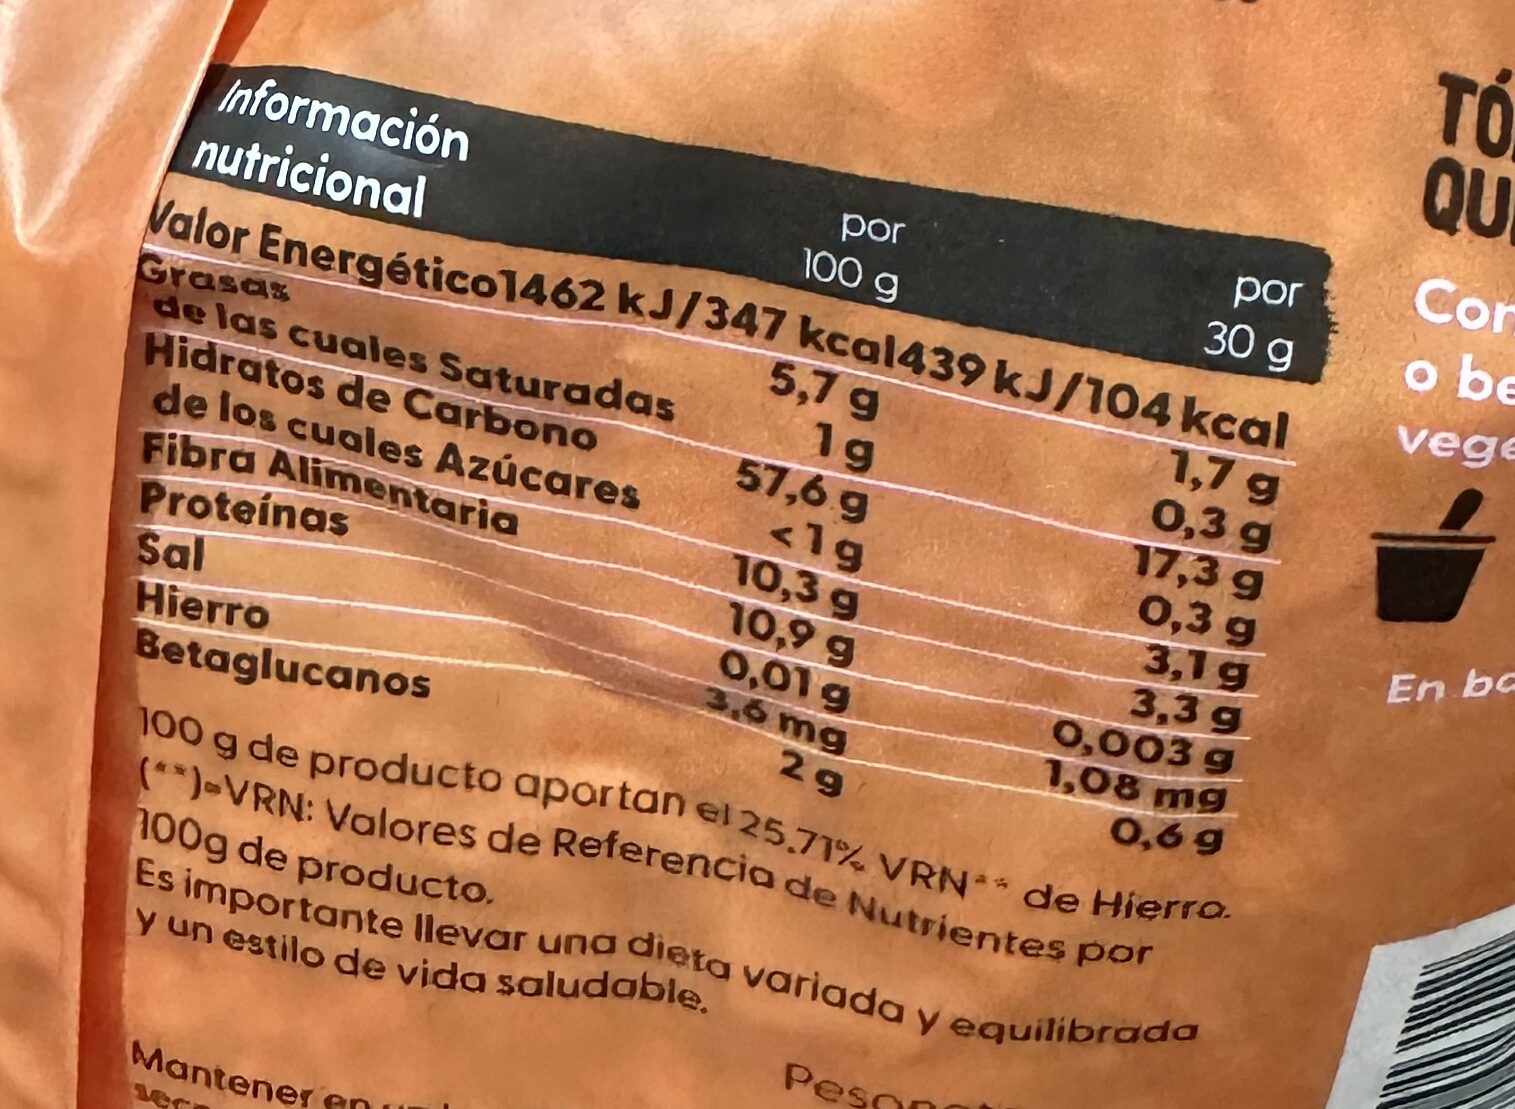 Información
nutricional
por
100 g
por
30 g
Valor Energético 1462 kJ/347 kcal 439 kJ/104 kcal
Grasas 5,7 g 1,7 g
de las cuales Saturadas 1 g 0,3 g
Hidratos de Carbono 57,6 g 17,3 g
de los cuales Azúcares <1 g 0,3 g
Fibra Alimentaria 10,3 g 3,1 g
Proteínas 10,9 g 3,3 g
Sal 0,01 g 0,003 g
Hierro 3,6 mg 1,08 mg
Betaglucanos 2 g 0,6 g
100 g de producto aportan el 25,71% VRN** de Hierro.
(**)=VRN: Valores de Referencia de Nutrientes por
100g de producto.
Es importante llevar una dieta variada y equilibrada
y un estilo de vida saludable.
Mantener en
TÓ
QU
Con
o be
vege
En ba